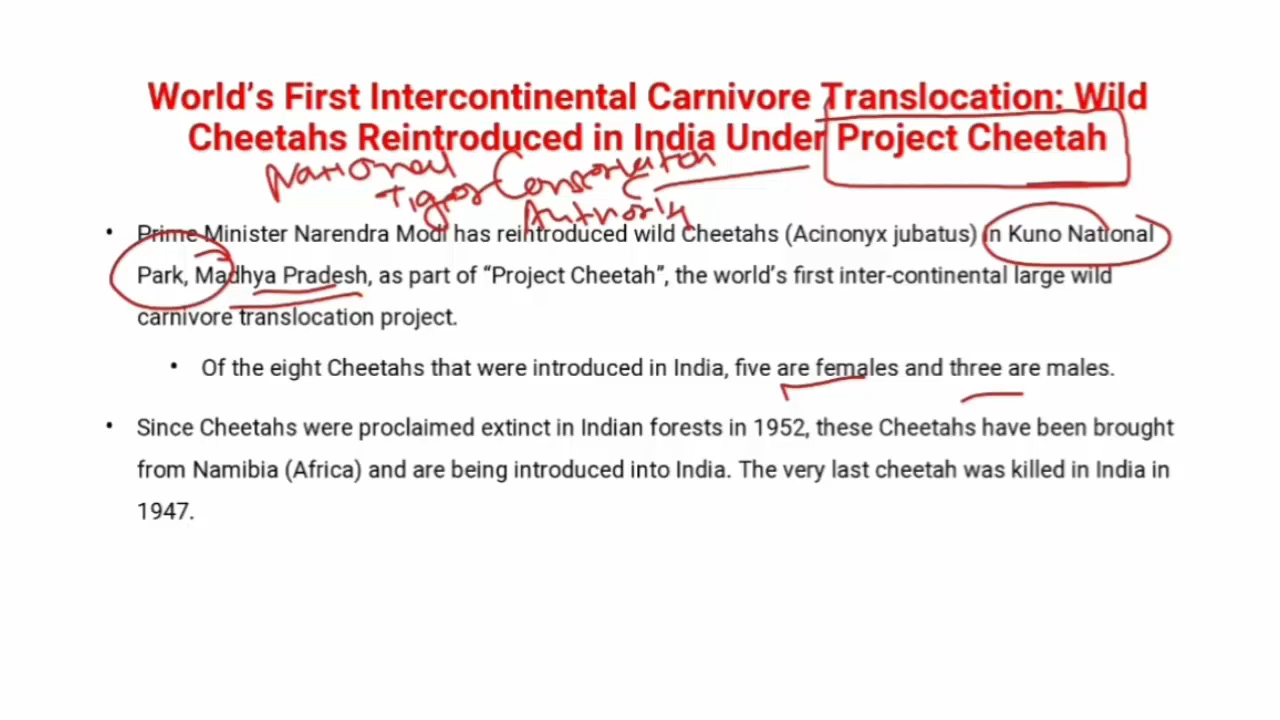 World's First Intercontinental Carnivore Translocation: Wild
Cheetahs Reintroduced in India Under Project Cheetah
National
Tiger Conservation
Authority
• Prime Minister Narendra Modi has reintroduced wild Cheetahs (Acinonyx jubatus) in Kuno National
Park, Madhya Pradesh, as part of “Project Cheetah”, the world's first inter-continental large wild
carnivore translocation project.
• Of the eight Cheetahs that were introduced in India, five are females and three are males.
• Since Cheetahs were proclaimed extinct in Indian forests in 1952, these Cheetahs have been brought
from Namibia (Africa) and are being introduced into India. The very last cheetah was killed in India in
1947.